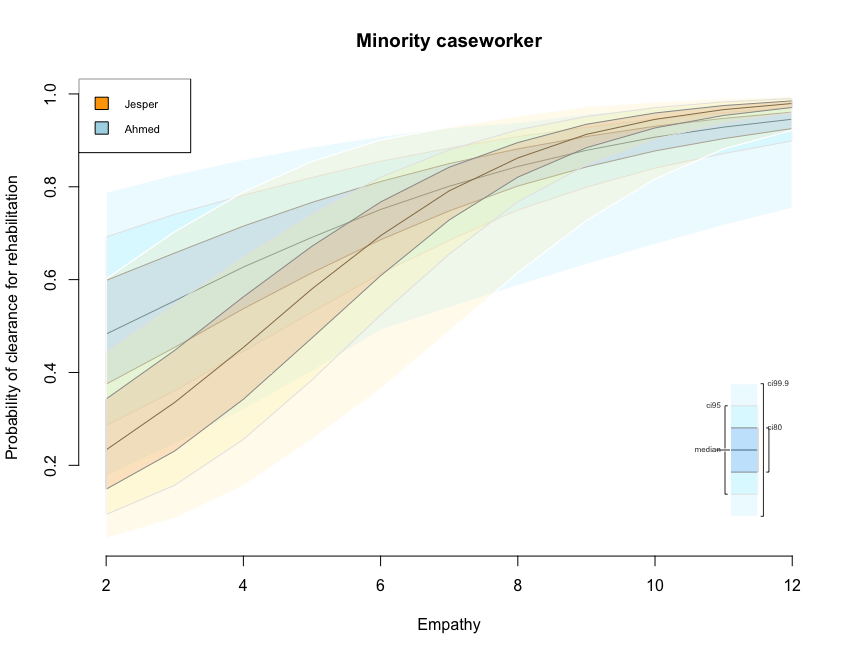 Minority caseworker
Jesper
Ahmed
Probability of clearance for rehabilitation
1.0
0.8
0.6
0.4
0.2
ci99.9
ci95
ci80
median
2 4 6 8 10 12
Empathy